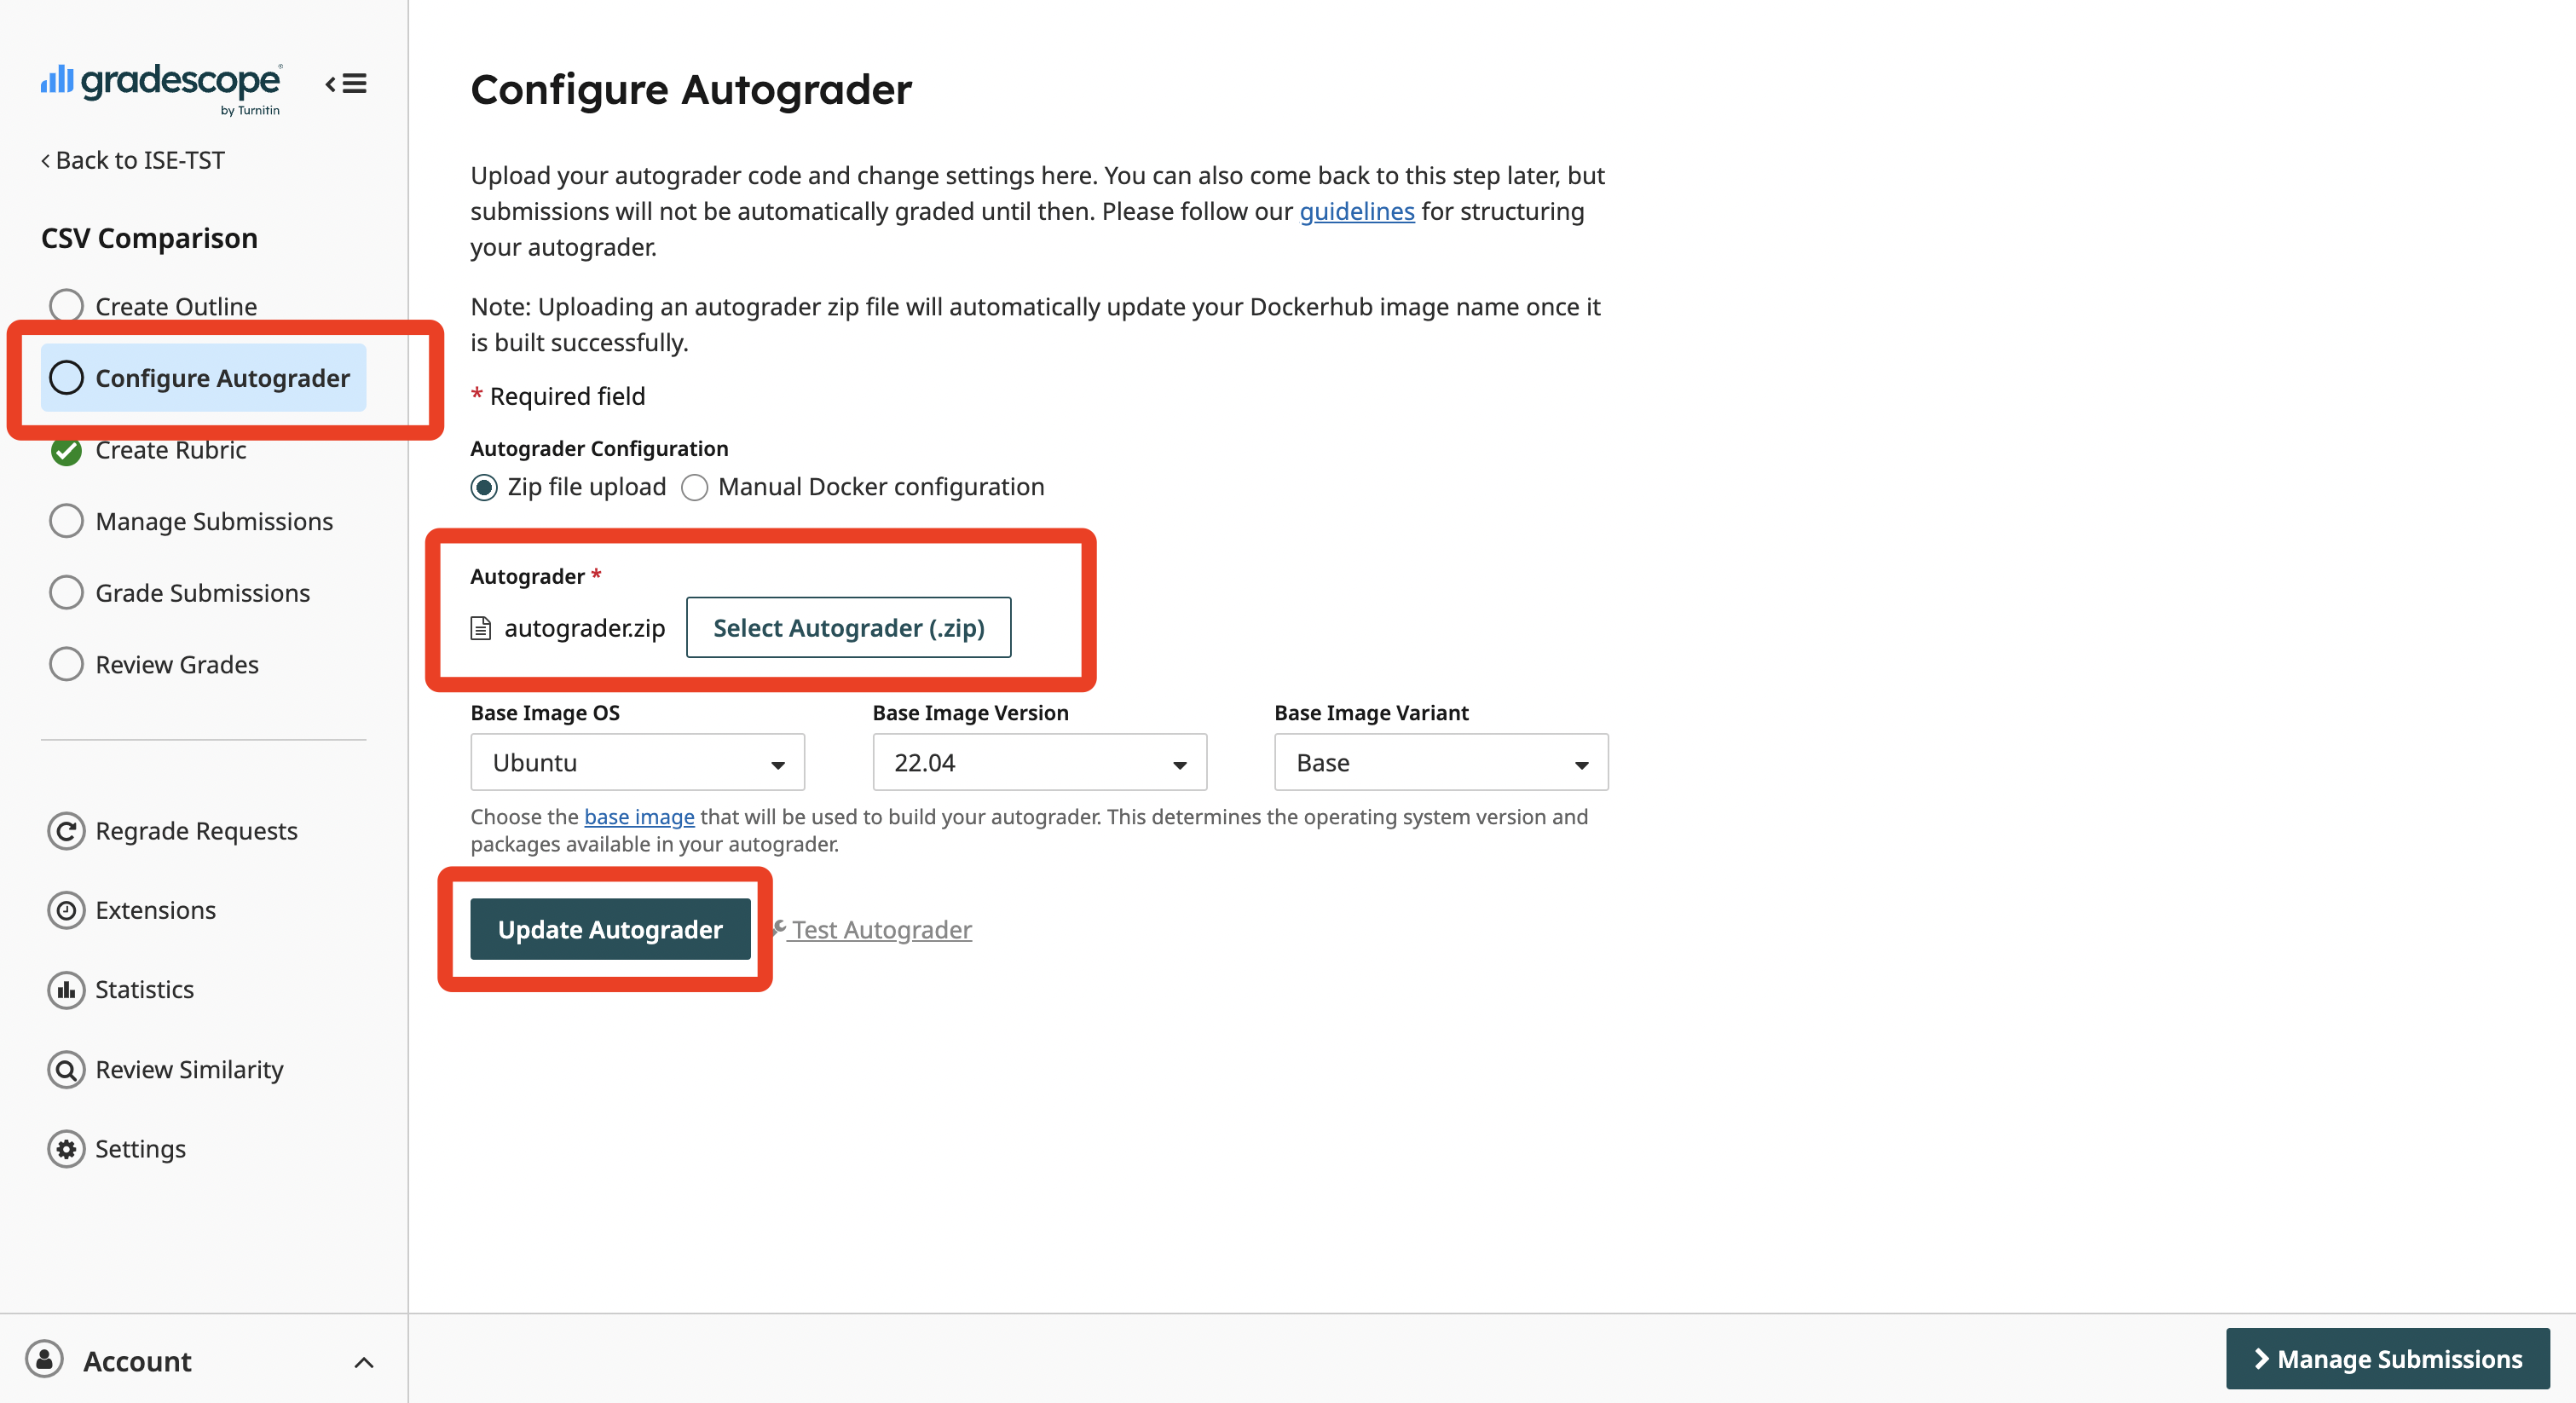 gradescope
by Turnitin
Back to ISE-TST
CSV Comparison
Create Outline
Configure Autograder
Create Rubric
Manage Submissions
Grade Submissions
Review Grades
Regrade Requests
Extensions
Statistics
Review Similarity
Settings
Account
Configure Autograder
Upload your autograder code and change settings here. You can also come back to this step later, but
submissions will not be automatically graded until then. Please follow our guidelines for structuring
your autograder.
Note: Uploading an autograder zip file will automatically update your Dockerhub image name once it
is built successfully.
* Required field
Autograder Configuration
Zip file upload Manual Docker configuration
Autograder *
autograder.zip Select Autograder (.zip)
Base Image OS Base Image Version Base Image Variant
Ubuntu 22.04 Base
Choose the base image that will be used to build your autograder. This determines the operating system version and
packages available in your autograder.
Update Autograder Test Autograder
Manage Submissions